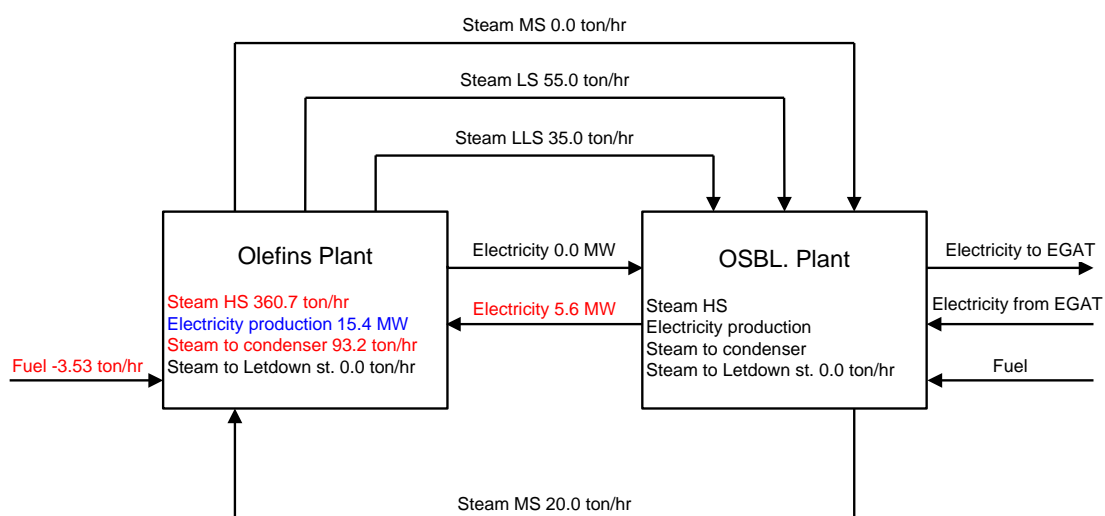 Steam MS 0.0 ton/hr
Steam LS 55.0 ton/hr
Steam LLS 35.0 ton/hr
Olefins Plant
Steam HS 360.7 ton/hr
Electricity production 15.4 MW
Steam to condenser 93.2 ton/hr
Steam to Letdown st. 0.0 ton/hr
Fuel -3.53 ton/hr
Electricity 0.0 MW
Electricity 5.6 MW
OSBL. Plant
Steam HS
Electricity production
Steam to condenser
Steam to Letdown st. 0.0 ton/hr
Electricity to EGAT
Electricity from EGAT
Fuel
Steam MS 20.0 ton/hr